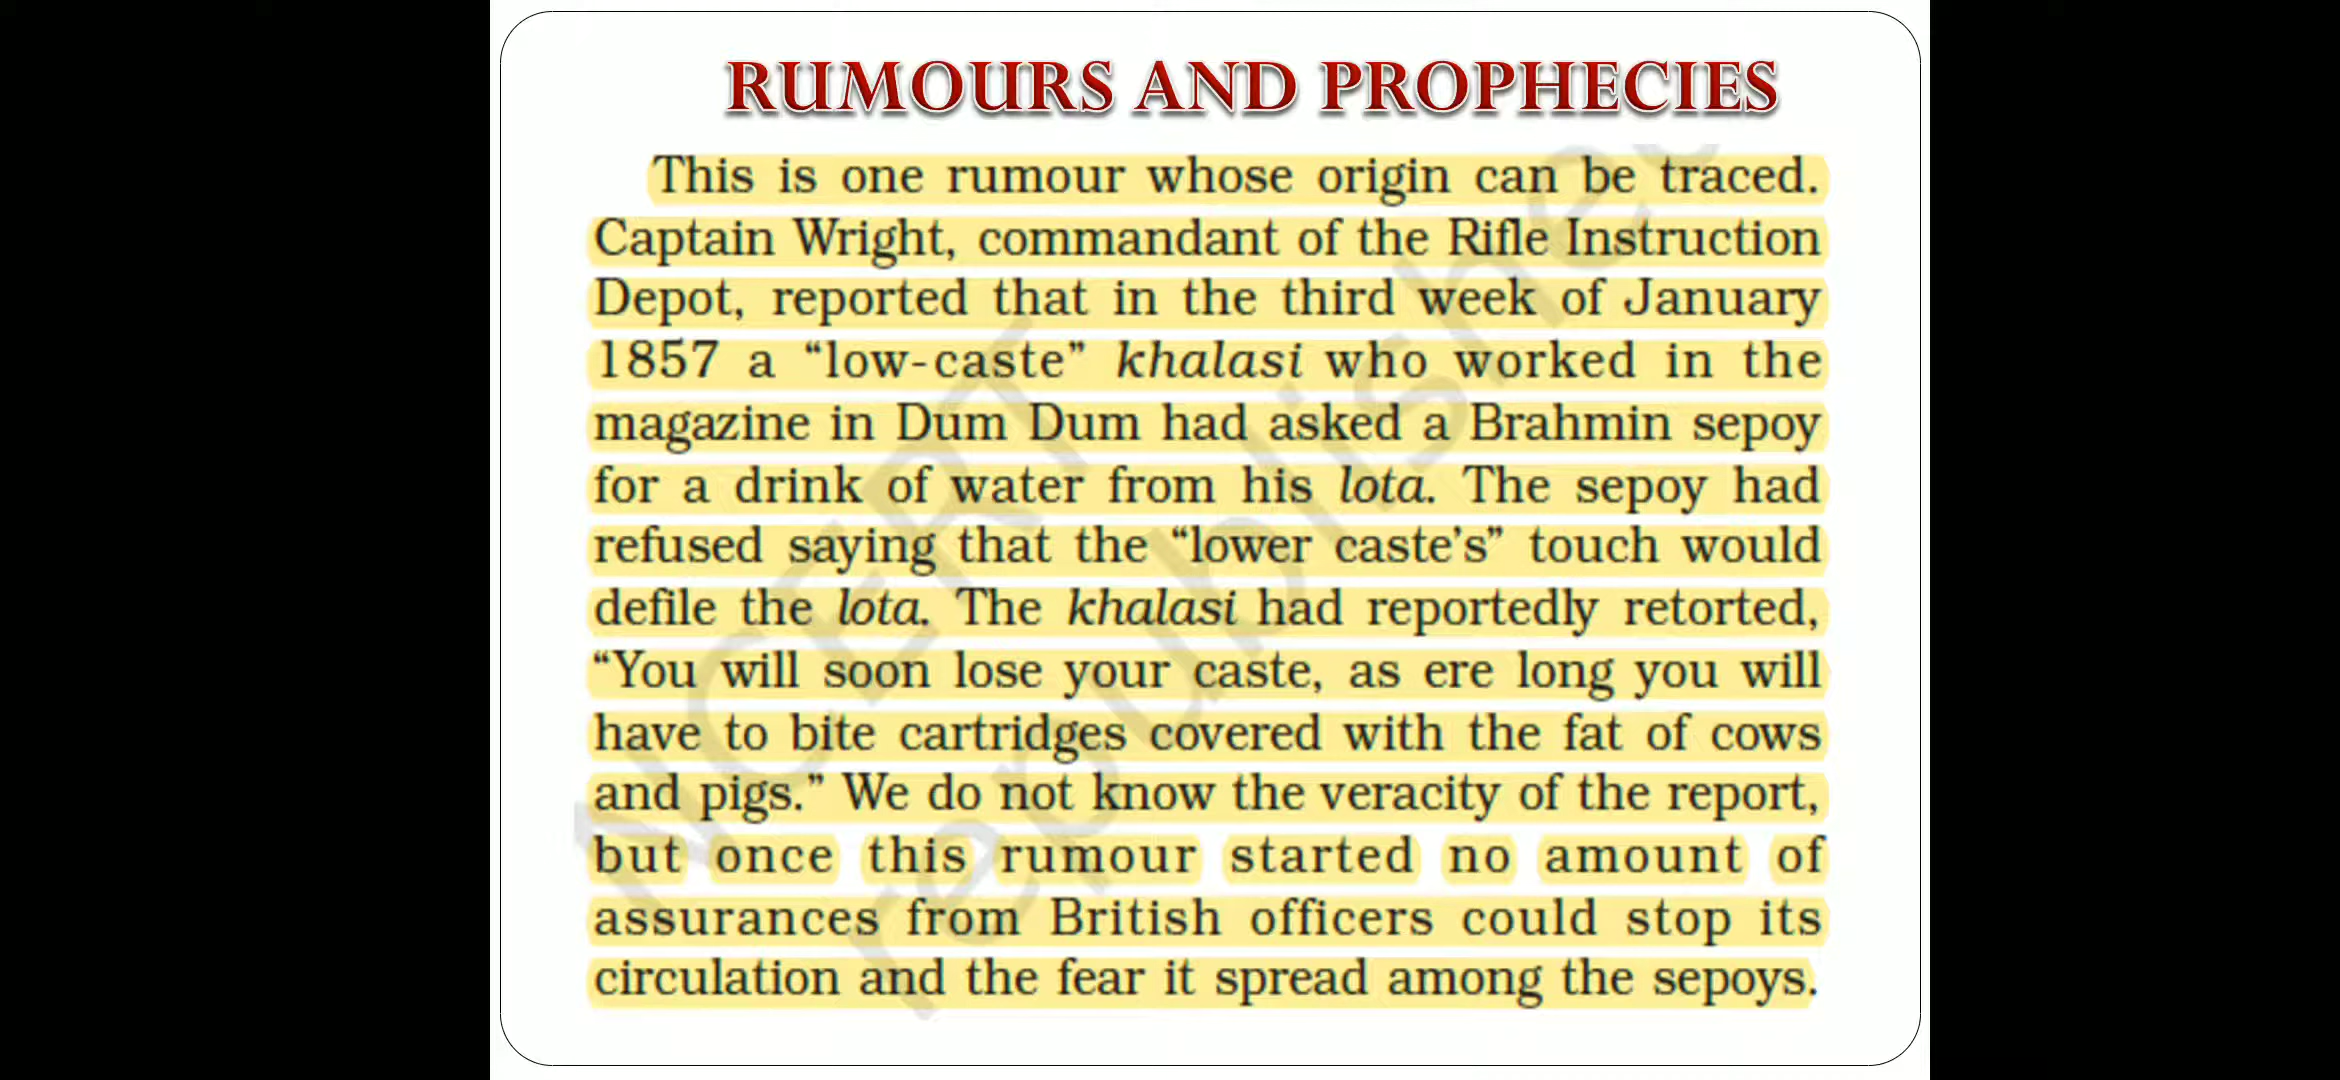 RUMOURS AND PROPHECIES
This is one rumour whose origin can be traced.
Captain Wright, commandant of the Rifle Instruction
Depot, reported that in the third week of January
1857 a “low-caste” khalasi who worked in the
magazine in Dum Dum had asked a Brahmin sepoy
for a drink of water from his lota. The sepoy had
refused saying that the “lower caste’s” touch would
defile the lota. The khalasi had reportedly retorted,
“You will soon lose your caste, as ere long you will
have to bite cartridges covered with the fat of cows
and pigs.” We do not know the veracity of the report,
but once this rumour started no amount of
assurances from British officers could stop its
circulation and the fear it spread among the sepoys.
NCERT
republished